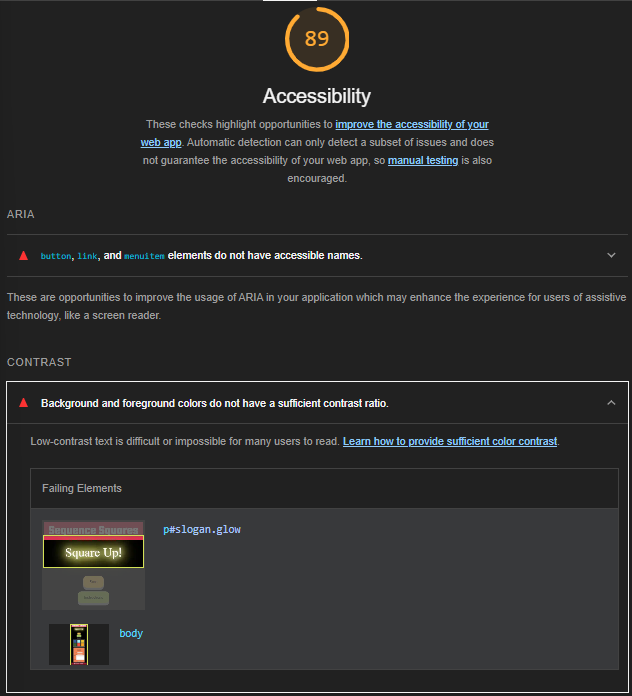 89
Accessibility
These checks highlight opportunities to improve the accessibility of your
web app. Automatic detection can only detect a subset of issues and does
not guarantee the accessibility of your web app, so manual testing is also
encouraged.
ARIA
button, link, and menuitem elements do not have accessible names.
These are opportunities to improve the usage of ARIA in your application which may enhance the experience for users of assistive
technology, like a screen reader.
CONTRAST
Background and foreground colors do not have a sufficient contrast ratio.
Low-contrast text is difficult or impossible for many users to read. Learn how to provide sufficient color contrast.
Failing Elements
Sequence Squares
p#slogan.glow
Square Up!
body